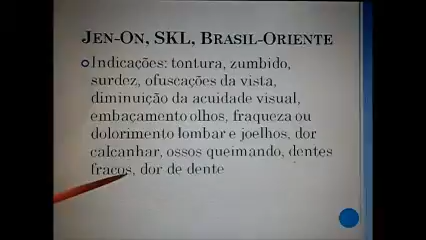 Jen-On, SKL, Brasil-Oriente
Indicações: tontura, zumbido,
surdez, ofuscações da vista,
diminuição da acuidade visual,
embaçamento olhos, fraqueza ou
dolorimento lombar e joelhos, dor
calcanhar, ossos queimando, dentes
fracos, dor de dente